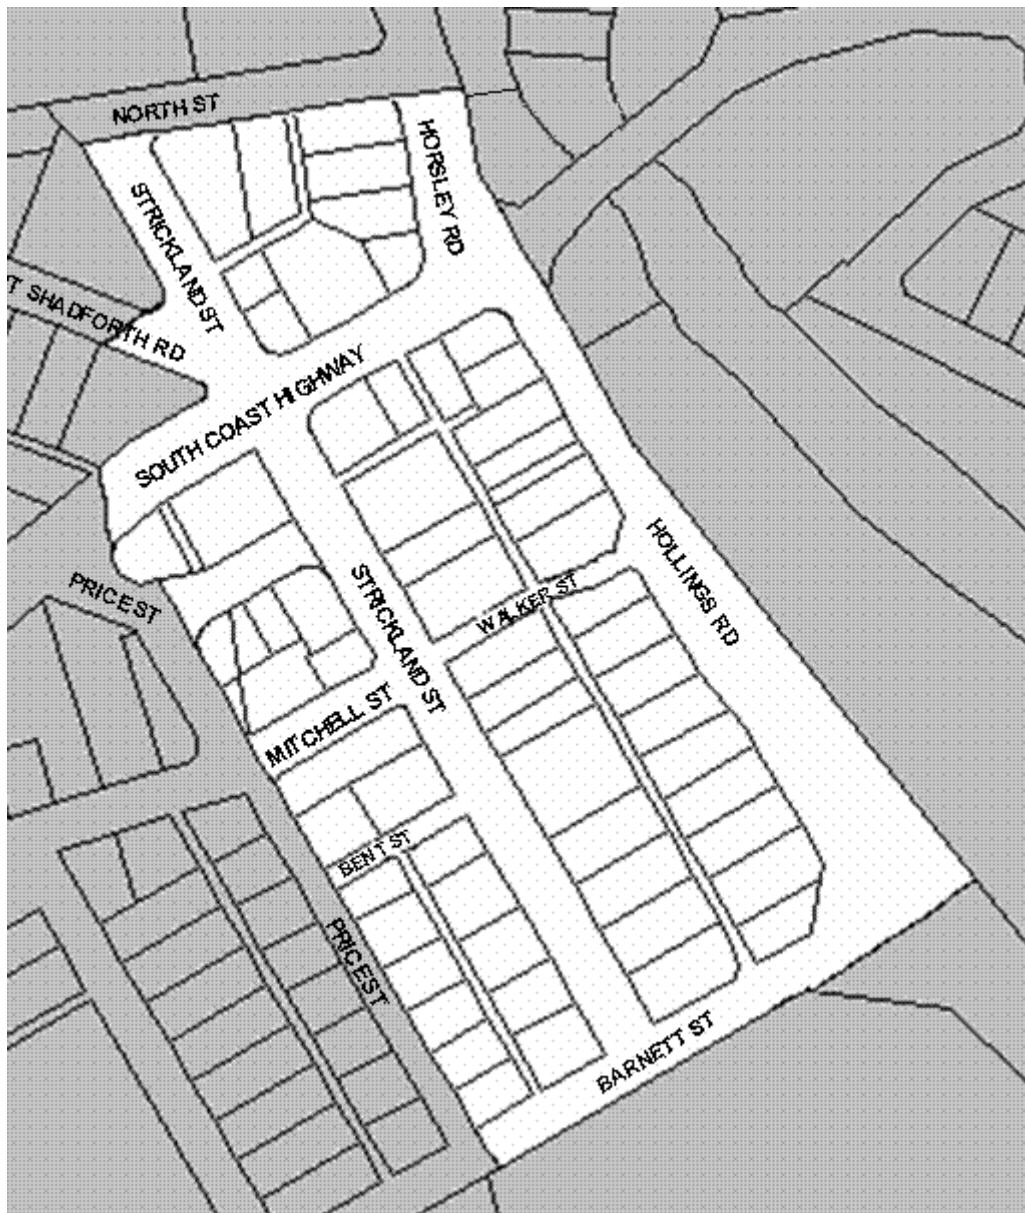 NORTH ST
HORSLEY RD
STRICKLAND ST
T SHADFORTH RD
SOUTH COAST HIGHWAY
HOLLINGS RD
PRICE ST
WALKER ST
STRICKLAND ST
MITCHELL ST
BENT ST
PRICE ST
BARNETT ST